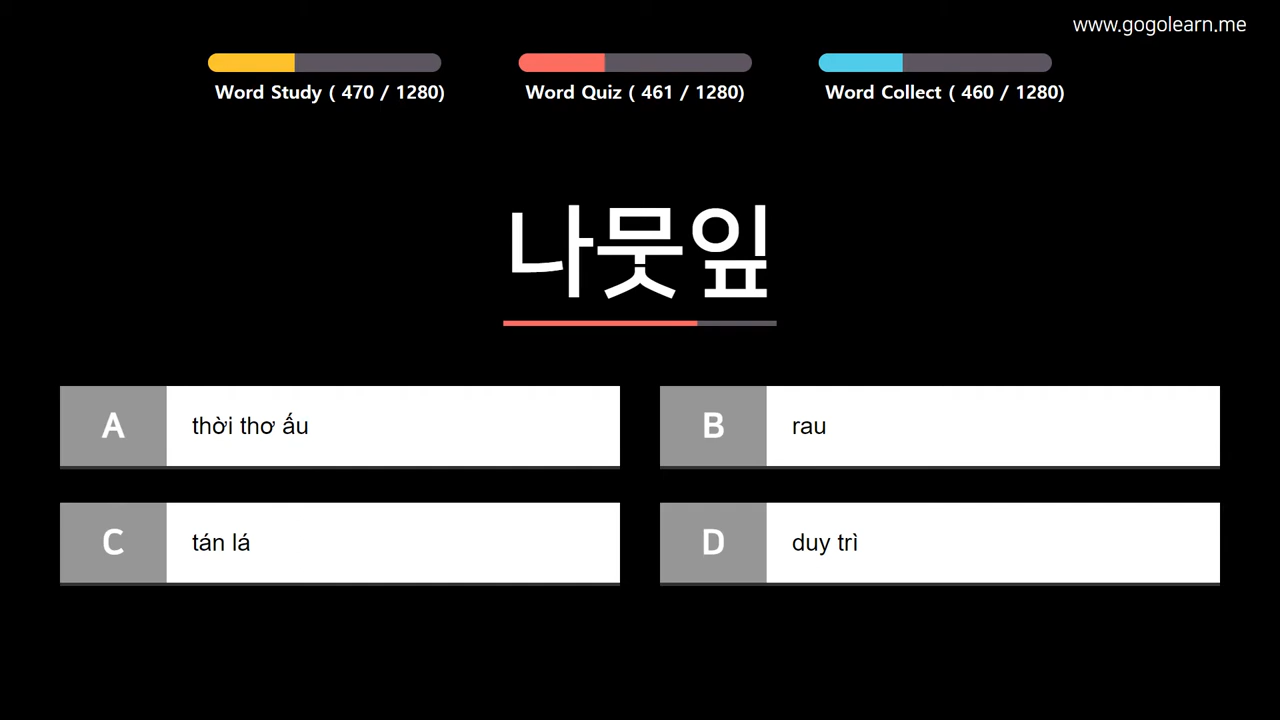 www.gogolearn.me
Word Study ( 470 / 1280)
Word Quiz ( 461 / 1280)
Word Collect ( 460 / 1280)
나뭇잎
A thời thơ ấu
B rau
C tán lá
D duy trì